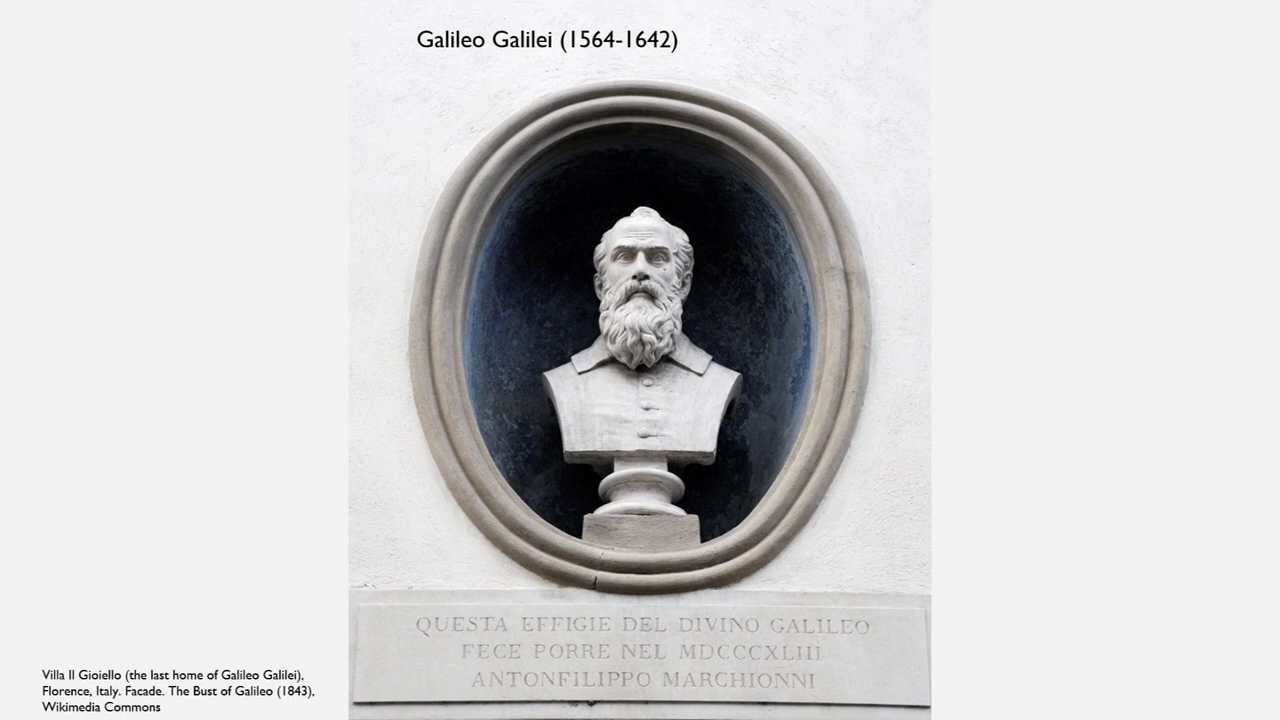 Galileo Galilei (1564-1642)
QUESTA EFFIGIE DEL DIVINO GALILEO
FECE PORRE NEL MDCCCXLIII
ANTONFILIPPO MARCHIONNI
Villa Il Gioiello (the last home of Galileo Galilei),
Florence, Italy. Facade. The Bust of Galileo (1843),
Wikimedia Commons